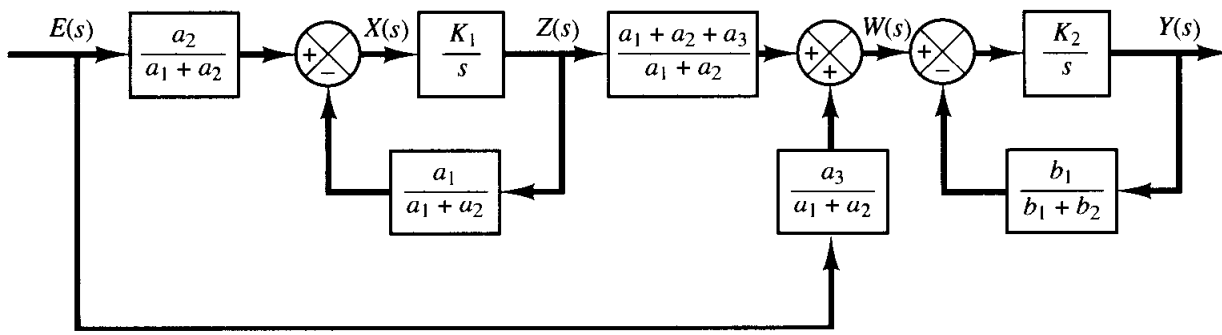 E(s)
a₂
a₁ + a₂
+
−
X(s)
K₁
s
Z(s)
a₁ + a₂ + a₃
a₁ + a₂
+
+
W(s)
+
−
K₂
s
Y(s)
a₁
a₁ + a₂
a₃
a₁ + a₂
b₁
b₁ + b₂